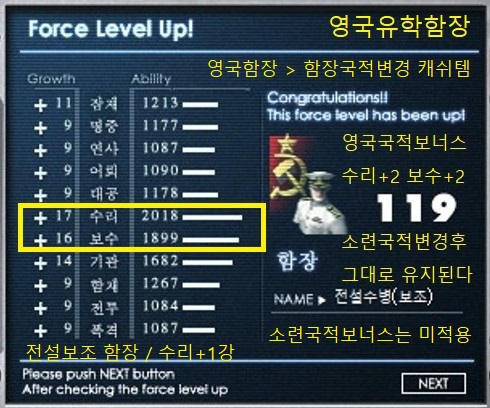 Force Level Up!
영국유학함장
영국함장 > 함장국적변경 캐쉬템
Growth Ability
+ 11 잠재 1213
+ 9 명중 1177
+ 9 연사 1087
+ 9 어뢰 1090
+ 9 대공 1178
+ 17 수리 2018
+ 16 보수 1899
+ 14 기관 1682
+ 9 함재 1267
+ 9 전투 1084
+ 9 폭격 1087
Congratulations!!
This force level has been up!
영국국적보너스
수리+2 보수+2
119
함장
소련국적변경후
그대로 유지된다
NAME ▶ 전설수병(보조)
소련국적보너스는 미적용
전설보조 함장 / 수리+1강
Please push NEXT button
After checking the force level up
NEXT